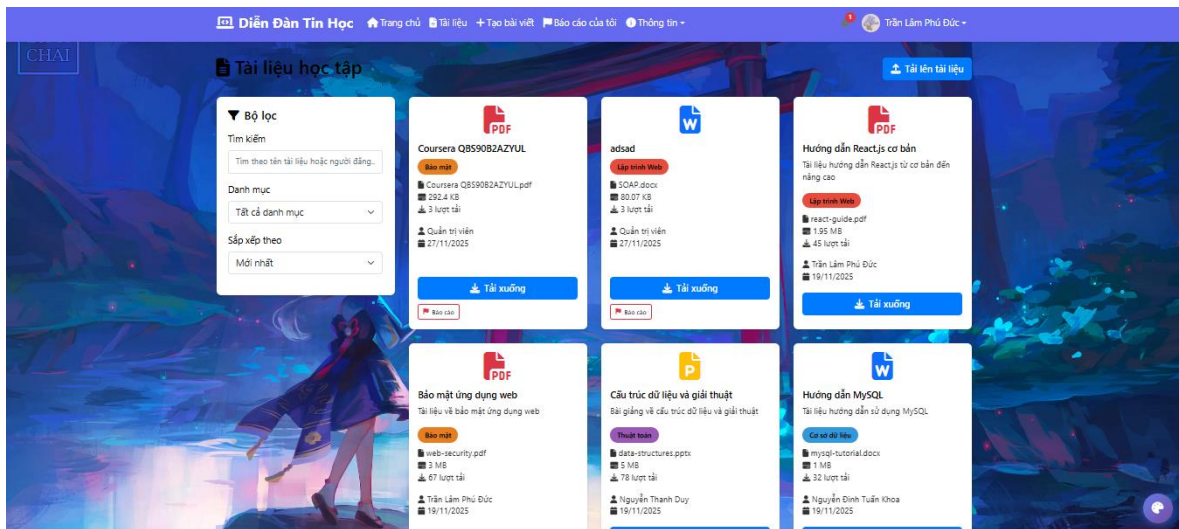 Diễn Đàn Tin Học
Trang chủ
Tài liệu
Tạo bài viết
Báo cáo của tôi
Thông tin
Trần Lâm Phú Đức
CHAI
Tài liệu học tập
Tải lên tài liệu
Bộ lọc
Tìm kiếm
Tìm theo tên tài liệu hoặc người đăng..
Danh mục
Tất cả danh mục
Sắp xếp theo
Mới nhất
PDF
Coursera QBS90B2AZYUL
Bảo mật
Coursera QBS90B2AZYUL.pdf
292.4 KB
3 lượt tải
Quản trị viên
27/11/2025
Tải xuống
Báo cáo
W
adsad
Lập trình Web
SOAP.docx
80.07 KB
3 lượt tải
Quản trị viên
27/11/2025
Tải xuống
Báo cáo
PDF
Hướng dẫn React.js cơ bản
Tài liệu hướng dẫn React.js từ cơ bản đến
nâng cao
Lập trình Web
react-guide.pdf
1.95 MB
45 lượt tải
Trần Lâm Phú Đức
19/11/2025
Tải xuống
PDF
Bảo mật ứng dụng web
Tài liệu về bảo mật ứng dụng web
Bảo mật
web-security.pdf
3 MB
67 lượt tải
Trần Lâm Phú Đức
19/11/2025
P
Cấu trúc dữ liệu và giải thuật
Bài giảng về cấu trúc dữ liệu và giải thuật
Thuật toán
data-structures.pptx
5 MB
78 lượt tải
Nguyễn Thanh Duy
19/11/2025
W
Hướng dẫn MySQL
Tài liệu hướng dẫn sử dụng MySQL
Cơ sở dữ liệu
mysql-tutorial.docx
1 MB
32 lượt tải
Nguyễn Đình Tuấn Khoa
19/11/2025